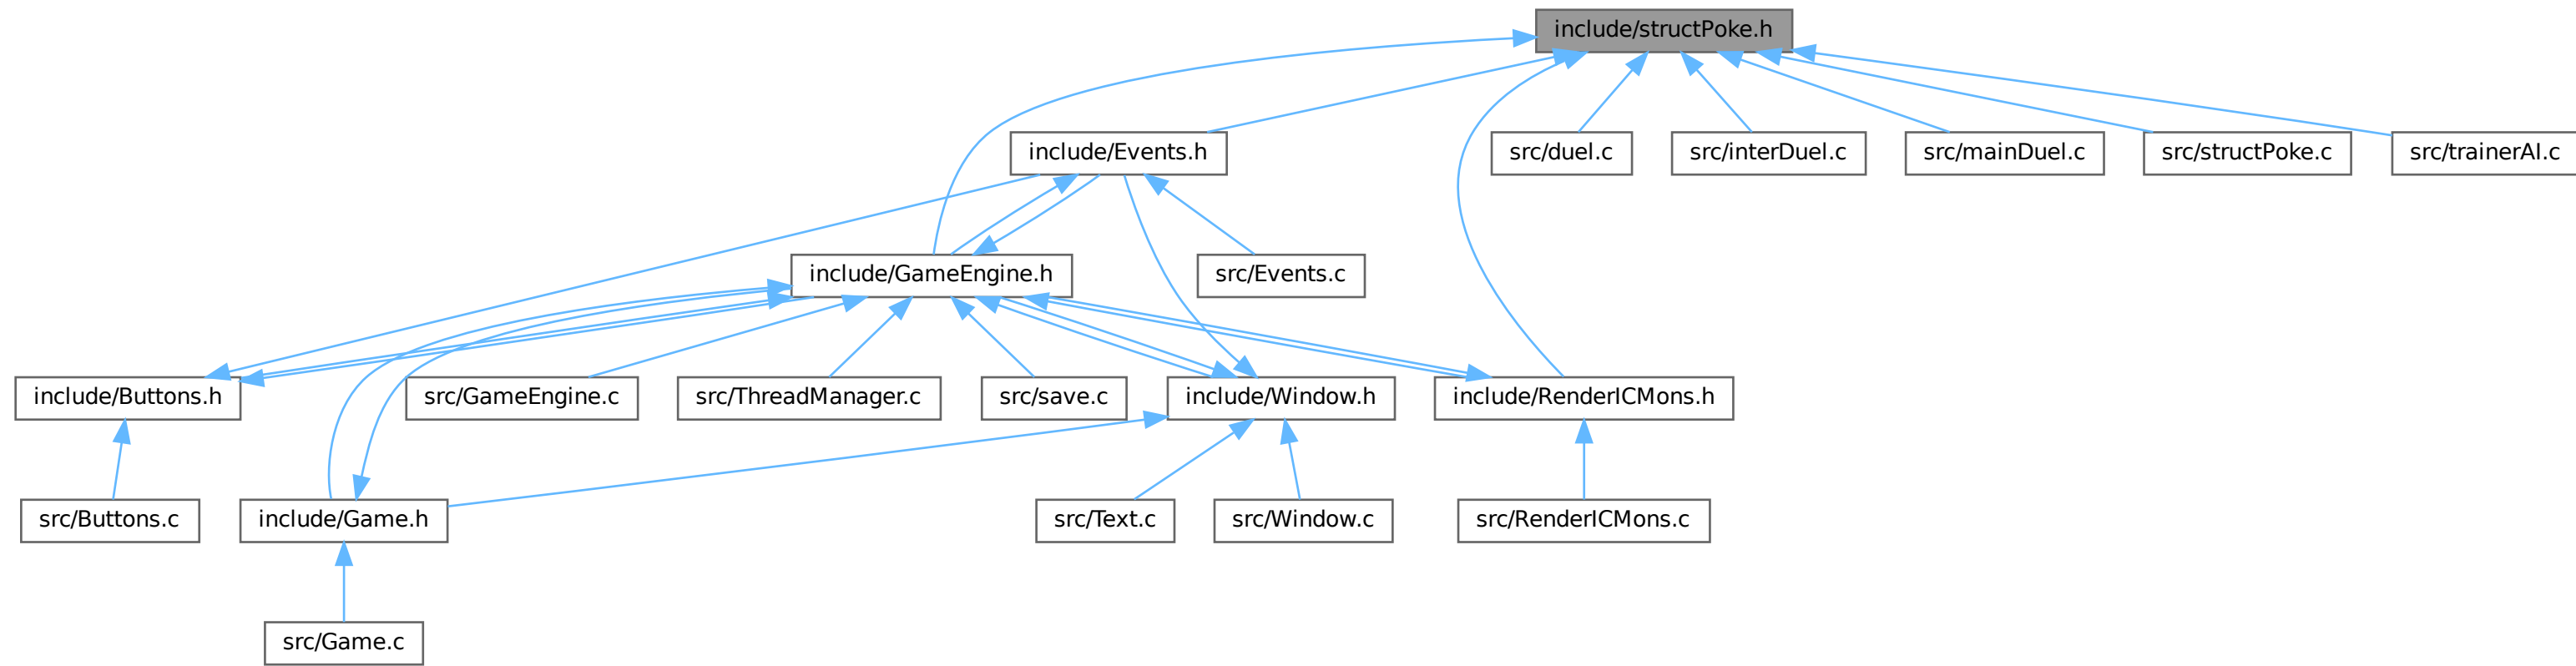 include/structPoke.h
include/Events.h
src/duel.c
src/interDuel.c
src/mainDuel.c
src/structPoke.c
src/trainerAI.c
include/GameEngine.h
src/Events.c
include/Buttons.h
src/GameEngine.c
src/ThreadManager.c
src/save.c
include/Window.h
include/RenderICMons.h
src/Buttons.c
include/Game.h
src/Text.c
src/Window.c
src/RenderICMons.c
src/Game.c